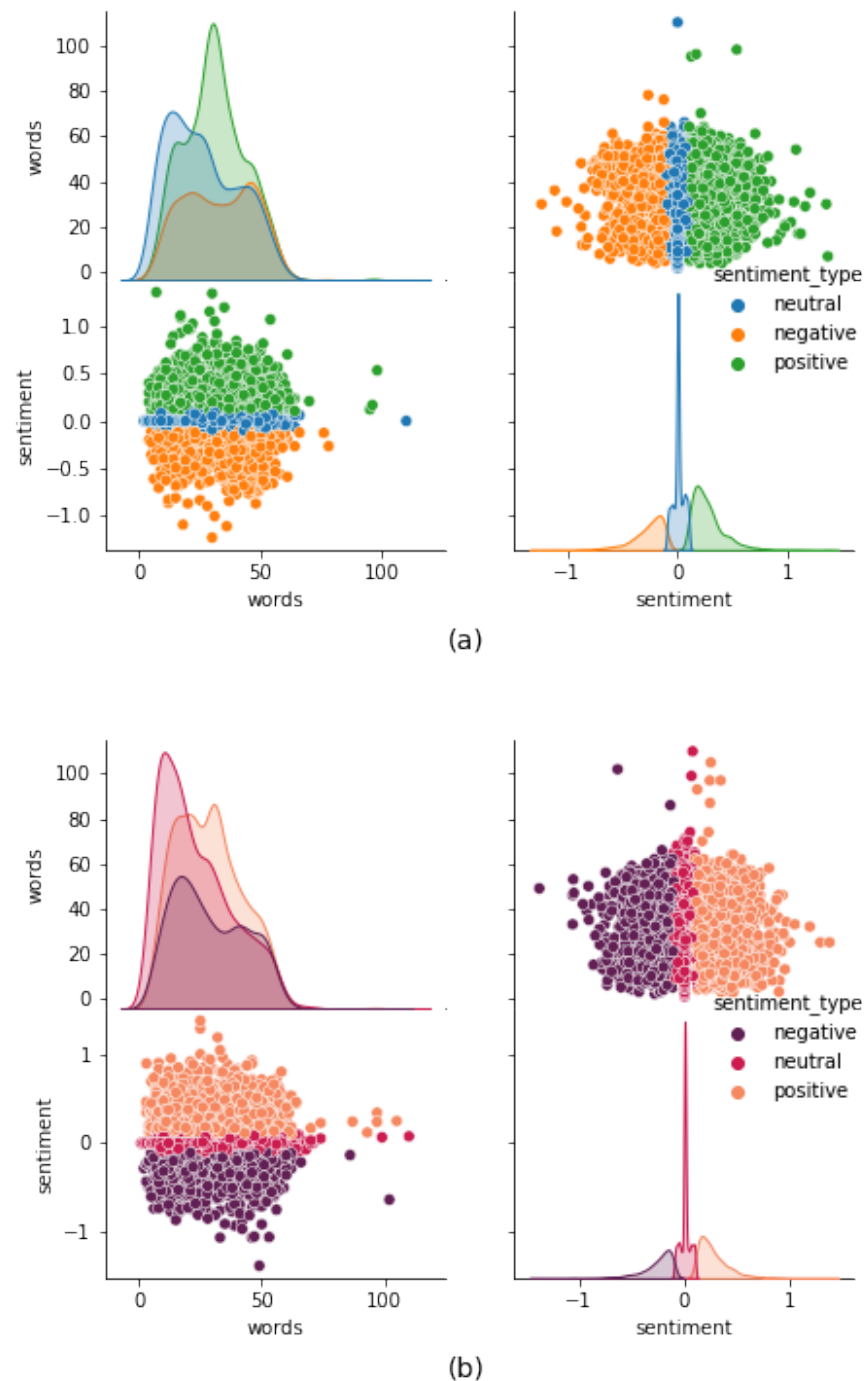 100
80
60
40
20
0
words
sentiment_type
neutral
negative
positive
1.0
0.5
0.0
−0.5
−1.0
sentiment
0 50 100
words
−1 0 1
sentiment
(a)
100
80
60
40
20
0
words
sentiment_type
negative
neutral
positive
1
0
−1
sentiment
0 50 100
words
−1 0 1
sentiment
(b)